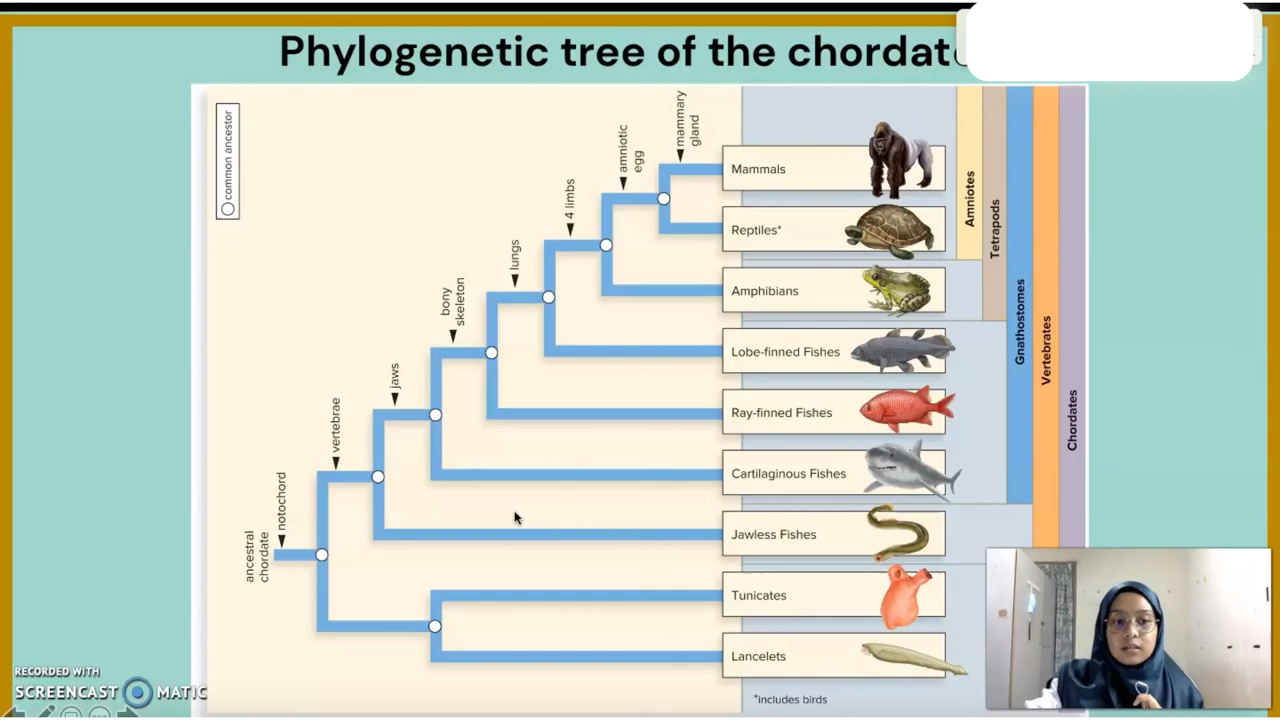 Phylogenetic tree of the chordat
common ancestor
mammary
gland
amniotic
egg
4 limbs
lungs
bony
skeleton
jaws
vertebrae
notochord
ancestral
chordate
Mammals
Reptiles*
Amphibians
Lobe-finned Fishes
Ray-finned Fishes
Cartilaginous Fishes
Jawless Fishes
Tunicates
Lancelets
*includes birds
Amniotes
Tetrapods
Gnathostomes
Vertebrates
Chordates
RECORDED WITH
SCREENCAST MATIC